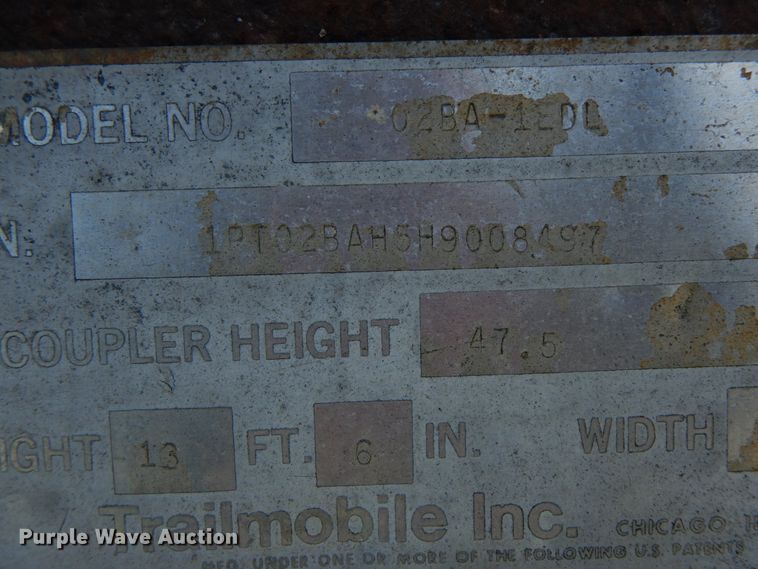 MODEL NO. 02BA-1EDL
N. 1PT02BAH5H9008497
COUPLER HEIGHT 47.5
IGHT 13 FT. 6 IN. WIDTH
Trailmobile Inc. CHICAGO
MFD. UNDER ONE OR MORE OF THE FOLLOWING U.S. PATENTS
Purple Wave Auction